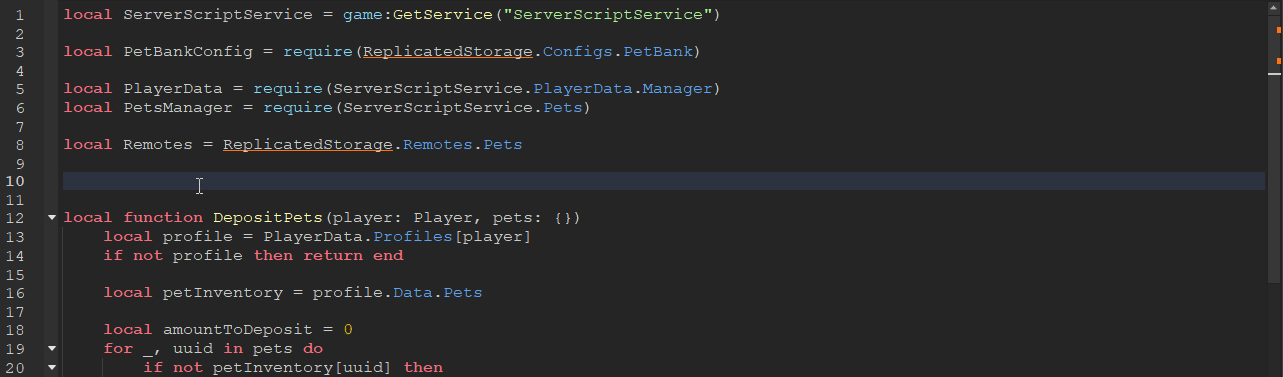 1 local ServerScriptService = game:GetService("ServerScriptService")
2
3 local PetBankConfig = require(ReplicatedStorage.Configs.PetBank)
4
5 local PlayerData = require(ServerScriptService.PlayerData.Manager)
6 local PetsManager = require(ServerScriptService.Pets)
7
8 local Remotes = ReplicatedStorage.Remotes.Pets
9
10
11
12 local function DepositPets(player: Player, pets: {})
13 local profile = PlayerData.Profiles[player]
14 if not profile then return end
15
16 local petInventory = profile.Data.Pets
17
18 local amountToDeposit = 0
19 for _, uuid in pets do
20 if not petInventory[uuid] then